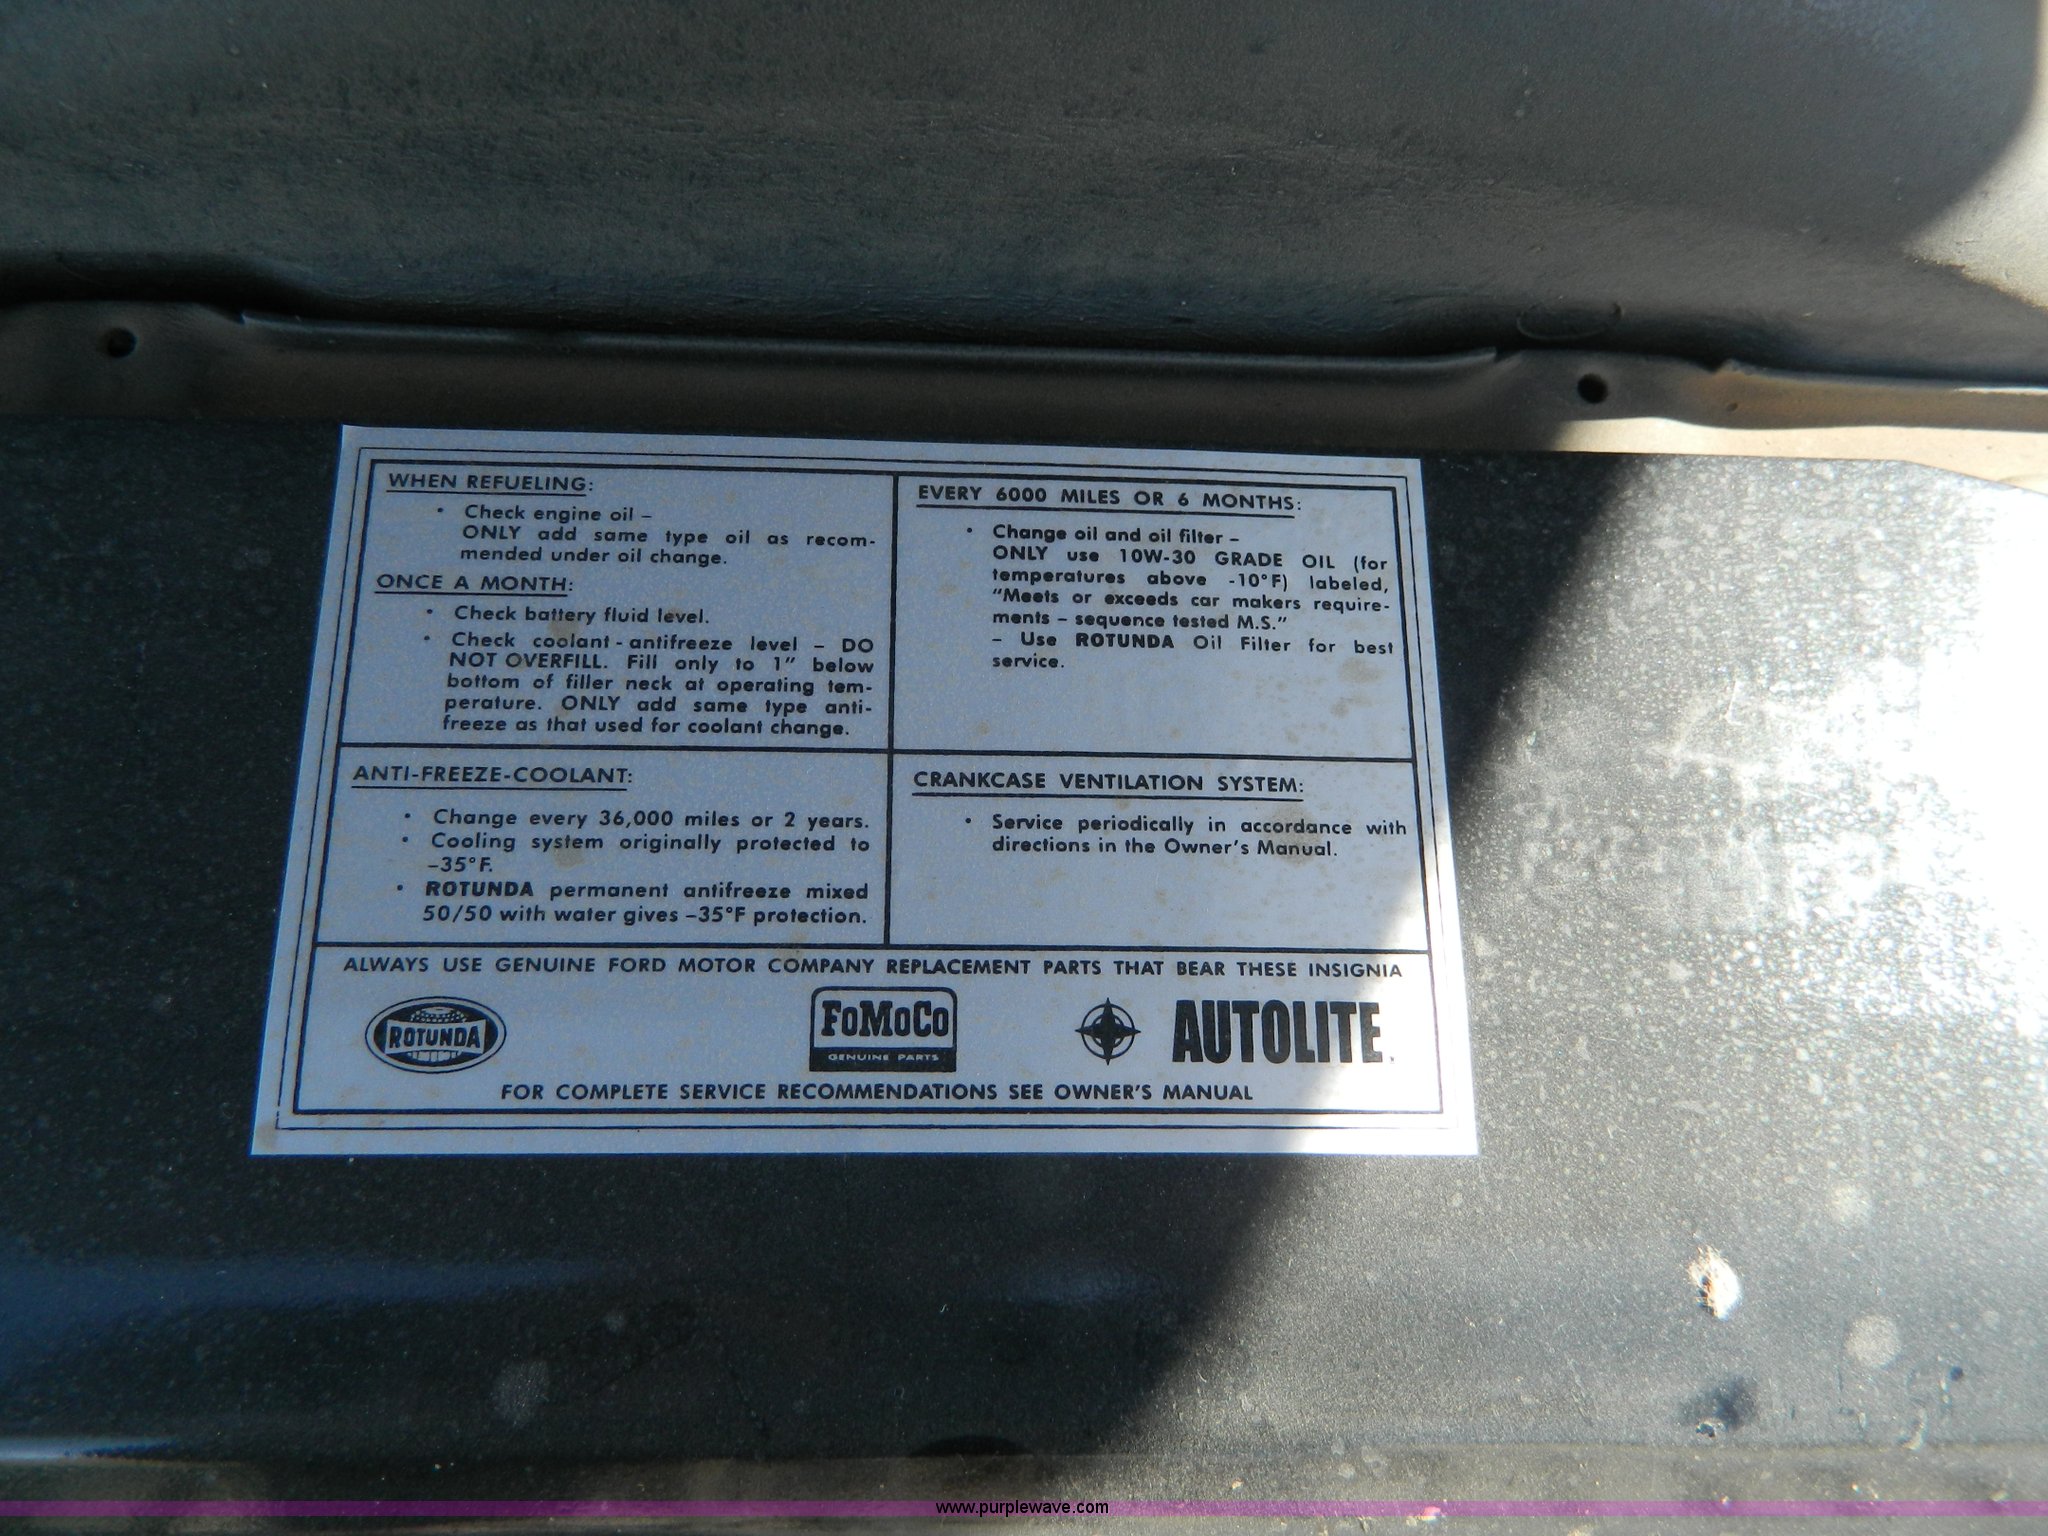 WHEN REFUELING:
• Check engine oil –
ONLY add same type oil as recom-
mended under oil change.
ONCE A MONTH:
• Check battery fluid level.
• Check coolant - antifreeze level – DO
NOT OVERFILL. Fill only to 1" below
bottom of filler neck at operating tem-
perature. ONLY add same type anti-
freeze as that used for coolant change.
EVERY 6000 MILES OR 6 MONTHS:
• Change oil and oil filter –
ONLY use 10W-30 GRADE OIL (for
temperatures above -10°F) labeled,
"Meets or exceeds car makers require-
ments – sequence tested M.S."
– Use ROTUNDA Oil Filter for best
service.
ANTI-FREEZE-COOLANT:
• Change every 36,000 miles or 2 years.
• Cooling system originally protected to
–35°F.
• ROTUNDA permanent antifreeze mixed
50/50 with water gives –35°F protection.
CRANKCASE VENTILATION SYSTEM:
• Service periodically in accordance with
directions in the Owner's Manual.
ALWAYS USE GENUINE FORD MOTOR COMPANY REPLACEMENT PARTS THAT BEAR THESE INSIGNIA
ROTUNDA
FoMoCo
GENUINE PARTS
AUTOLITE
FOR COMPLETE SERVICE RECOMMENDATIONS SEE OWNER'S MANUAL
www.purplewave.com